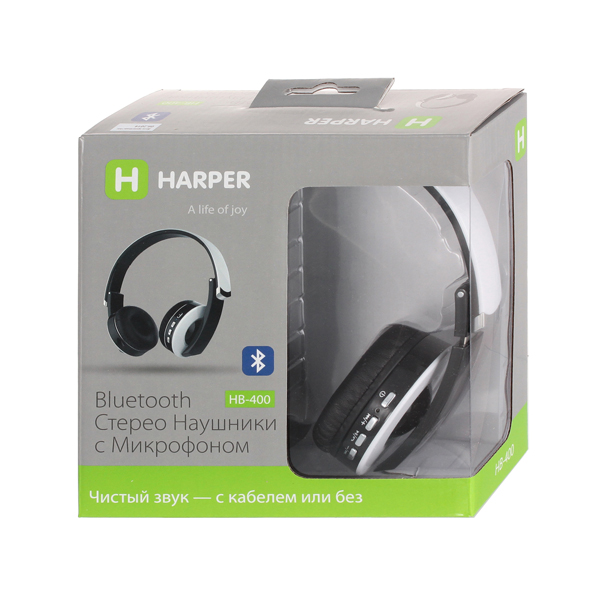 HARPER
H HARPER
A life of joy
Bluetooth HB-400
Стерео Наушники
с Микрофоном
Чистый звук — с кабелем или без
HB-400